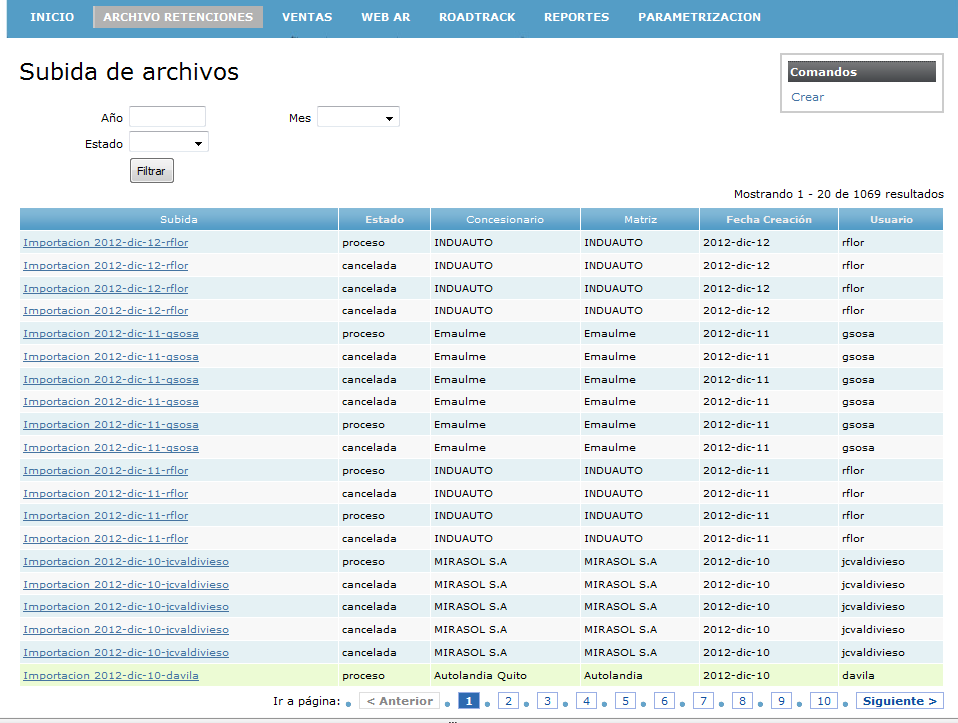 INICIO ARCHIVO RETENCIONES VENTAS WEB AR ROADTRACK REPORTES PARAMETRIZACION
Subida de archivos
Comandos
Crear
Año Mes
Estado
Filtrar
Mostrando 1 - 20 de 1069 resultados
Subida Estado Concesionario Matriz Fecha Creación Usuario
Importacion 2012-dic-12-rflor proceso INDUAUTO INDUAUTO 2012-dic-12 rflor
Importacion 2012-dic-12-rflor cancelada INDUAUTO INDUAUTO 2012-dic-12 rflor
Importacion 2012-dic-12-rflor cancelada INDUAUTO INDUAUTO 2012-dic-12 rflor
Importacion 2012-dic-12-rflor cancelada INDUAUTO INDUAUTO 2012-dic-12 rflor
Importacion 2012-dic-11-gsosa proceso Emaulme Emaulme 2012-dic-11 gsosa
Importacion 2012-dic-11-gsosa cancelada Emaulme Emaulme 2012-dic-11 gsosa
Importacion 2012-dic-11-gsosa cancelada Emaulme Emaulme 2012-dic-11 gsosa
Importacion 2012-dic-11-gsosa cancelada Emaulme Emaulme 2012-dic-11 gsosa
Importacion 2012-dic-11-gsosa proceso Emaulme Emaulme 2012-dic-11 gsosa
Importacion 2012-dic-11-gsosa cancelada Emaulme Emaulme 2012-dic-11 gsosa
Importacion 2012-dic-11-rflor proceso INDUAUTO INDUAUTO 2012-dic-11 rflor
Importacion 2012-dic-11-rflor cancelada INDUAUTO INDUAUTO 2012-dic-11 rflor
Importacion 2012-dic-11-rflor proceso INDUAUTO INDUAUTO 2012-dic-11 rflor
Importacion 2012-dic-11-rflor cancelada INDUAUTO INDUAUTO 2012-dic-11 rflor
Importacion 2012-dic-10-jcvaldivieso proceso MIRASOL S.A MIRASOL S.A 2012-dic-10 jcvaldivieso
Importacion 2012-dic-10-jcvaldivieso cancelada MIRASOL S.A MIRASOL S.A 2012-dic-10 jcvaldivieso
Importacion 2012-dic-10-jcvaldivieso cancelada MIRASOL S.A MIRASOL S.A 2012-dic-10 jcvaldivieso
Importacion 2012-dic-10-jcvaldivieso cancelada MIRASOL S.A MIRASOL S.A 2012-dic-10 jcvaldivieso
Importacion 2012-dic-10-jcvaldivieso cancelada MIRASOL S.A MIRASOL S.A 2012-dic-10 jcvaldivieso
Importacion 2012-dic-10-davila proceso Autolandia Quito Autolandia 2012-dic-10 davila
Ir a página: < Anterior 1 2 3 4 5 6 7 8 9 10 Siguiente >